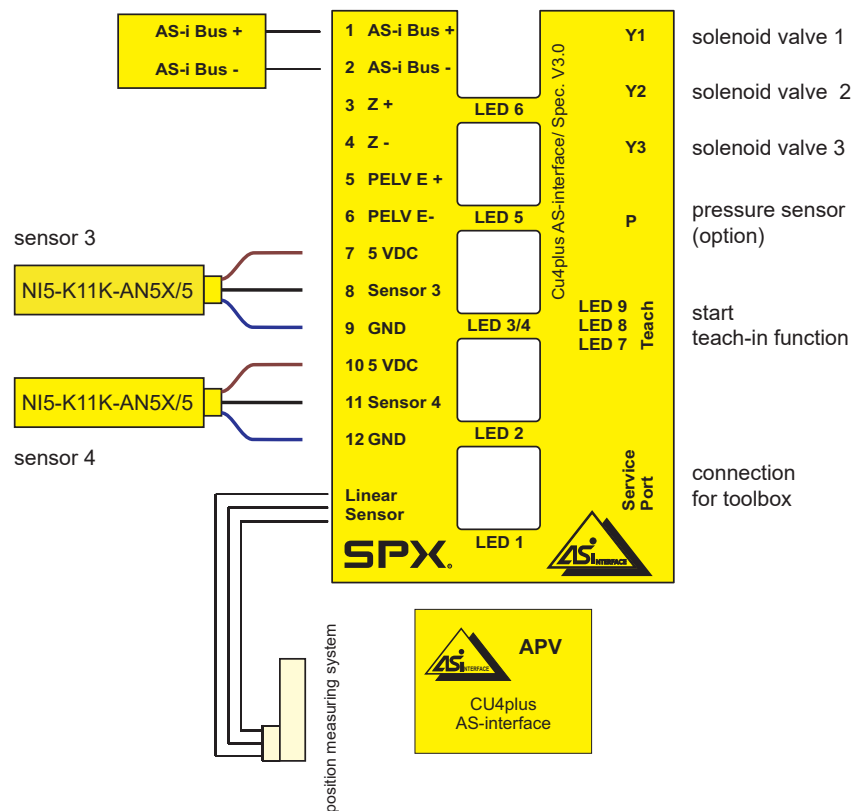 AS-i Bus +
AS-i Bus -
1 AS-i Bus +
2 AS-i Bus -
3 Z +
4 Z -
5 PELV E +
6 PELV E-
7 5 VDC
8 Sensor 3
9 GND
10 5 VDC
11 Sensor 4
12 GND
Linear
Sensor
sensor 3
NI5-K11K-AN5X/5
NI5-K11K-AN5X/5
sensor 4
LED 6
LED 5
LED 3/4
LED 2
LED 1
Cu4plus AS-interface/ Spec. V3.0
Y1
solenoid valve 1
Y2
solenoid valve 2
Y3
solenoid valve 3
P
pressure sensor
(option)
LED 9
LED 8
LED 7
Teach
start
teach-in function
Service
Port
connection
for toolbox
SPX®
ASi INTERFACE
position measuring system
ASi INTERFACE
APV
CU4plus
AS-interface